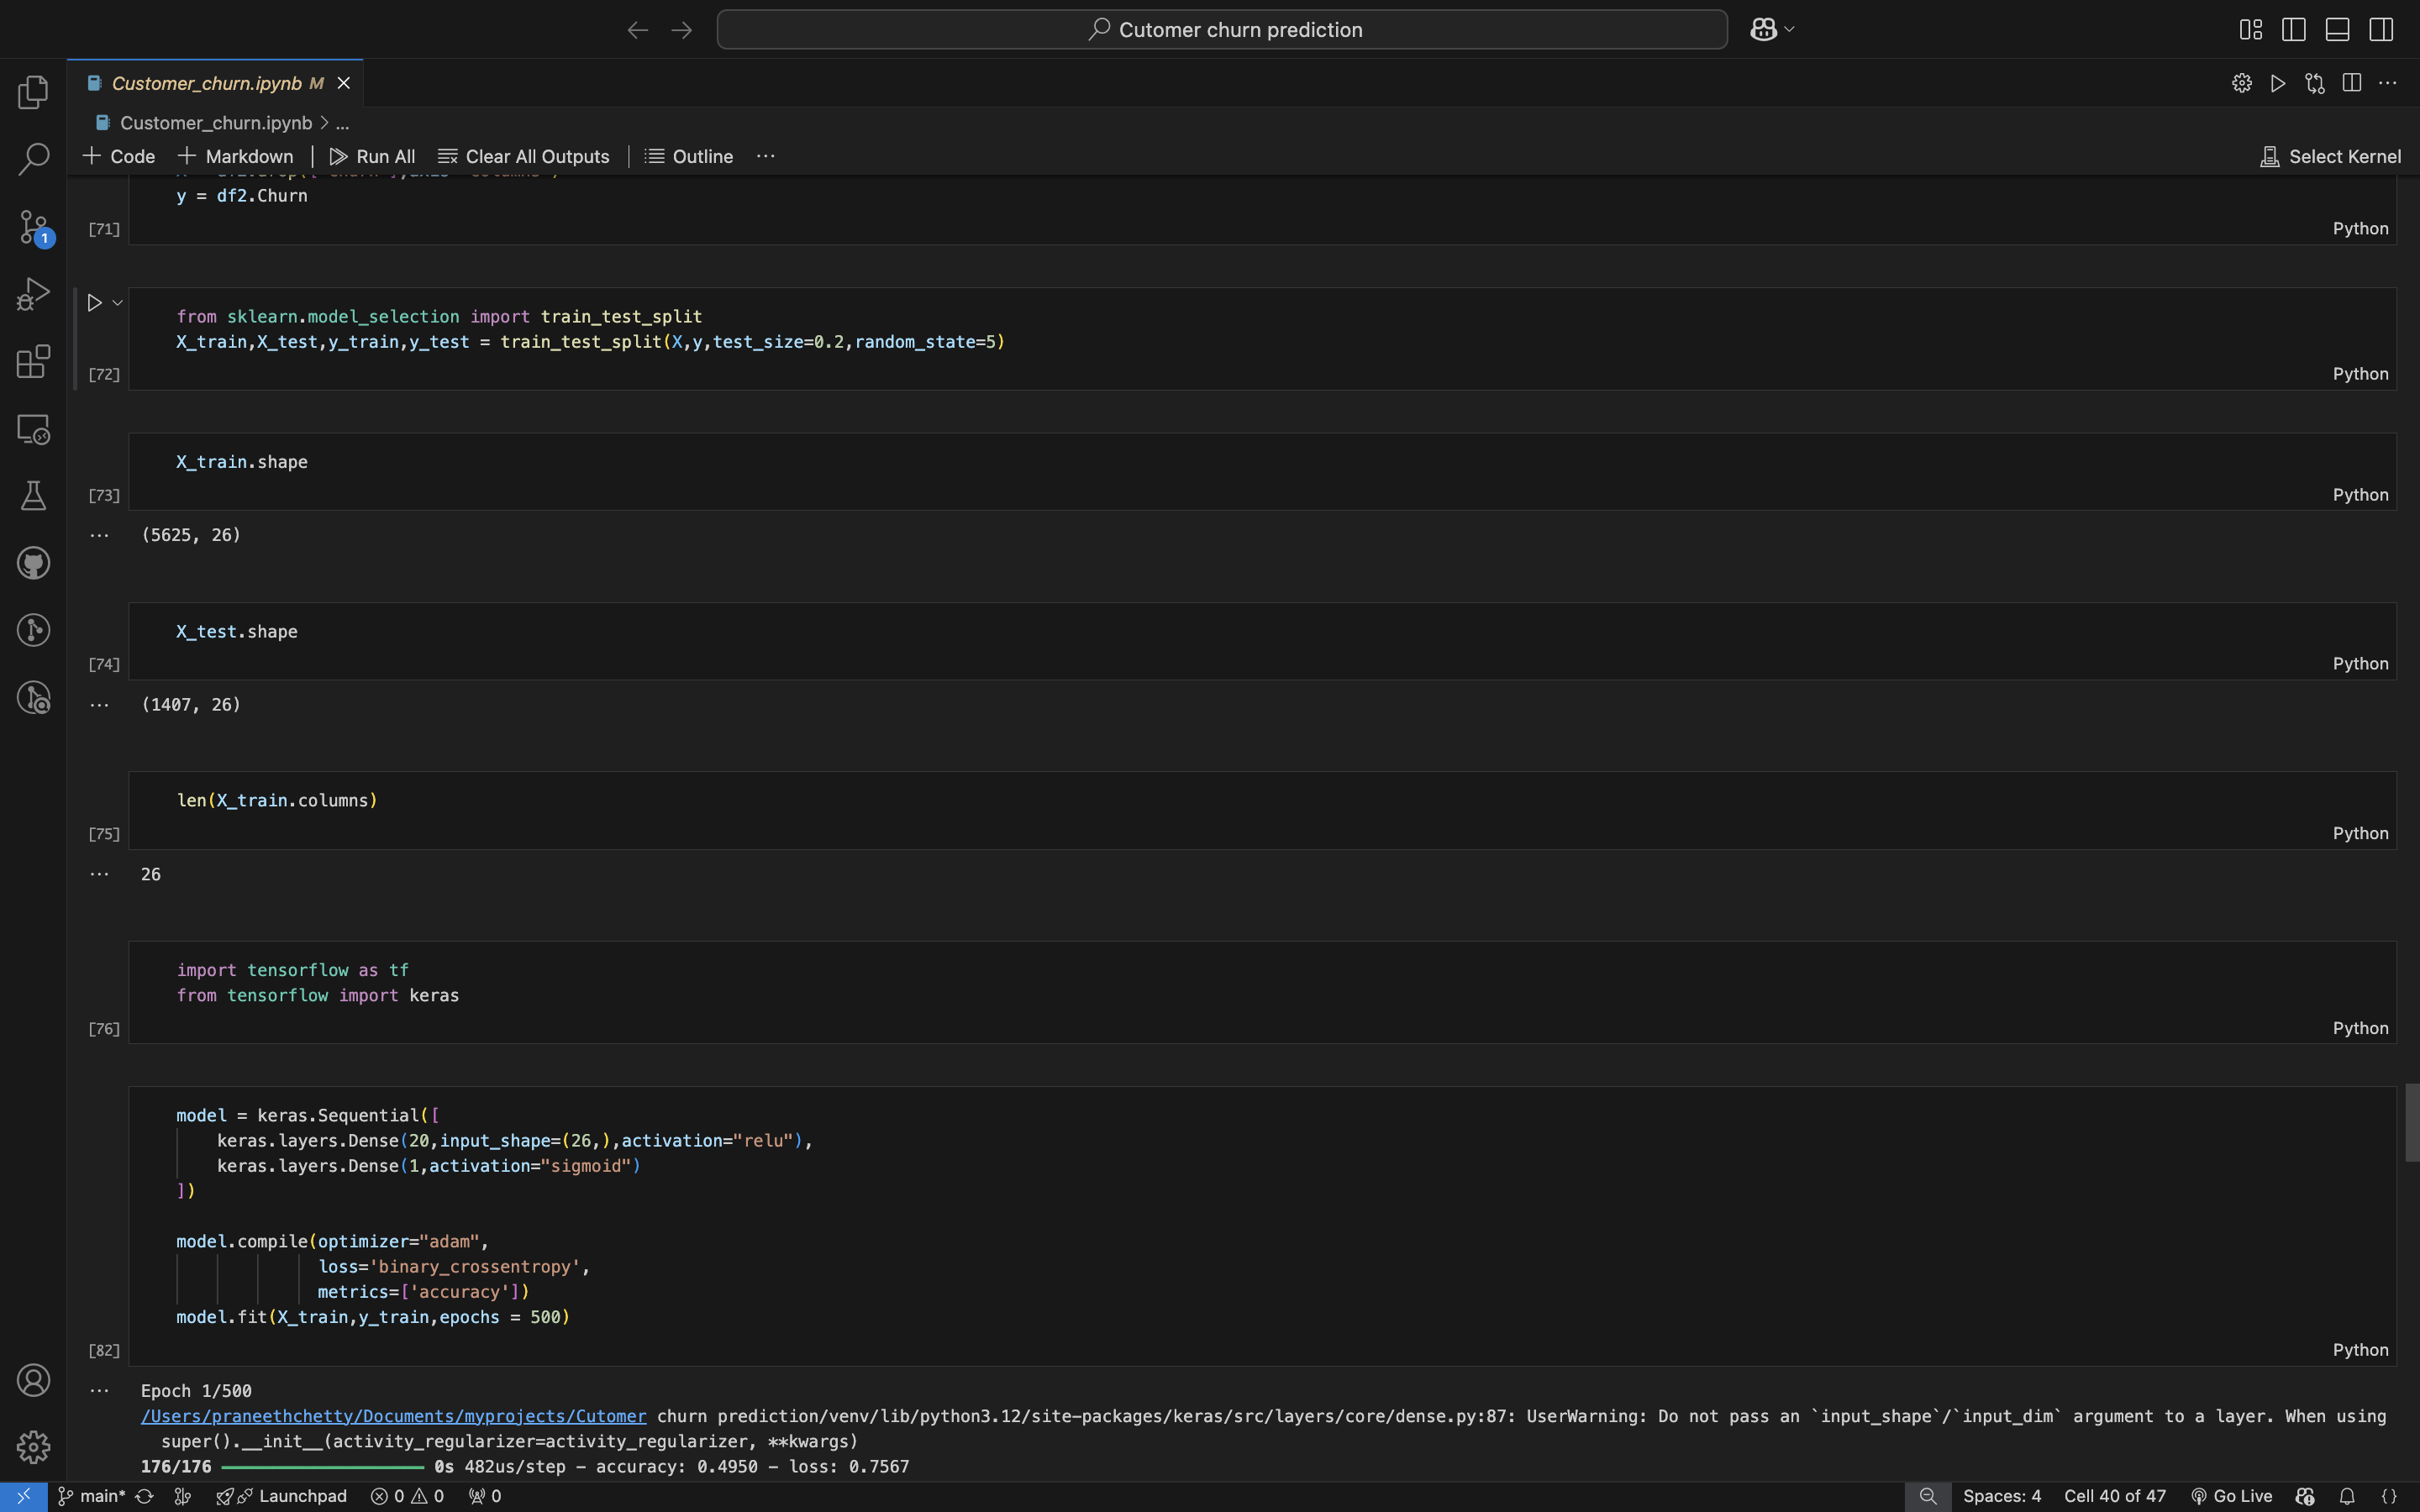 Cutomer churn prediction
Customer_churn.ipynb M
Customer_churn.ipynb > ...
Code Markdown Run All Clear All Outputs Outline ... Select Kernel
y = df2.Churn
[71] Python
from sklearn.model_selection import train_test_split
X_train,X_test,y_train,y_test = train_test_split(X,y,test_size=0.2,random_state=5)
[72] Python
X_train.shape
[73] Python
... (5625, 26)
X_test.shape
[74] Python
... (1407, 26)
len(X_train.columns)
[75] Python
... 26
import tensorflow as tf
from tensorflow import keras
[76] Python
model = keras.Sequential([
keras.layers.Dense(20,input_shape=(26,),activation="relu"),
keras.layers.Dense(1,activation="sigmoid")
])
model.compile(optimizer="adam",
loss='binary_crossentropy',
metrics=['accuracy'])
model.fit(X_train,y_train,epochs = 500)
[82] Python
... Epoch 1/500
/Users/praneethchetty/Documents/myprojects/Cutomer churn prediction/venv/lib/python3.12/site-packages/keras/src/layers/core/dense.py:87: UserWarning: Do not pass an `input_shape`/`input_dim` argument to a layer. When using
super().__init__(activity_regularizer=activity_regularizer, **kwargs)
176/176 0s 482us/step - accuracy: 0.4950 - loss: 0.7567
1
main* Launchpad 0 0 0 Spaces: 4 Cell 40 of 47 Go Live {}